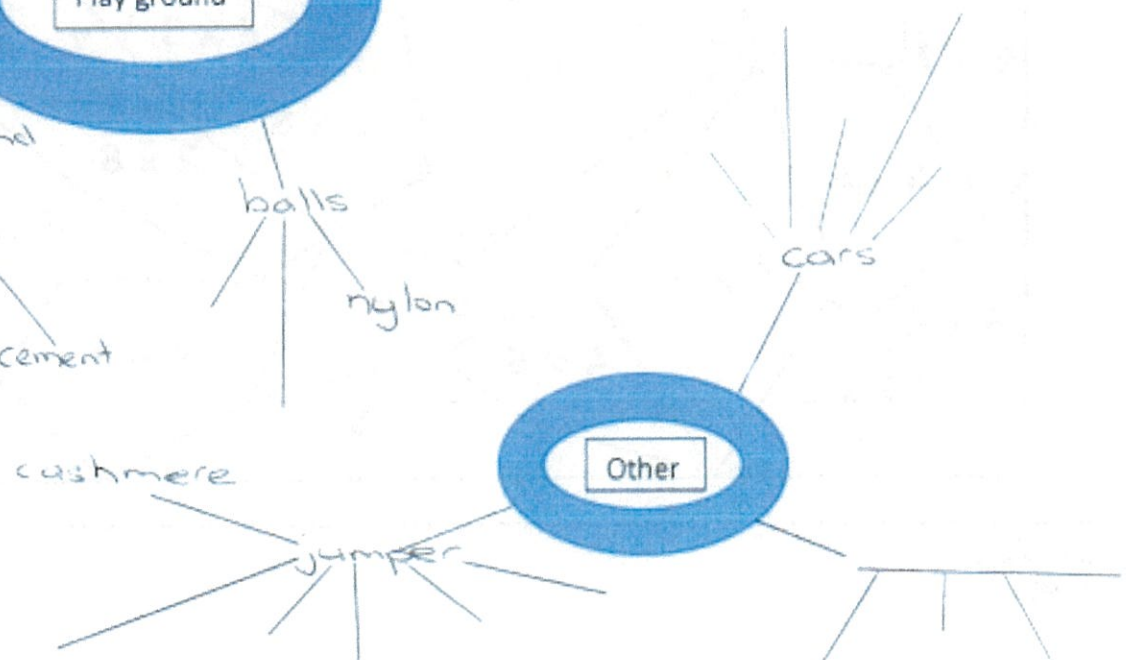 Play ground
balls
nylon
cars
cement
Other
cashmere
jumper